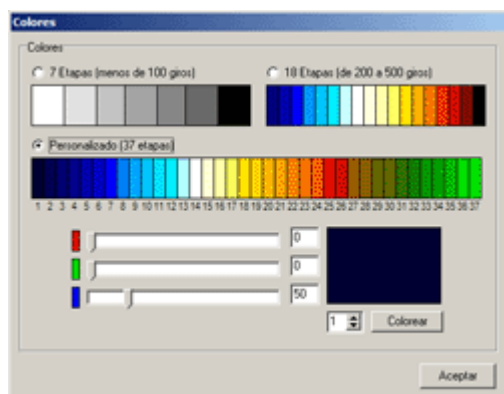 Colores
Colores
7 Etapas (menos de 100 giros)
18 Etapas (de 200 a 500 giros)
Personalizado (37 etapas)
1 2 3 4 5 6 7 8 9 10 11 12 13 14 15 16 17 18 19 20 21 22 23 24 25 26 27 28 29 30 31 32 33 34 35 36 37
0
0
50
1
Colorear
Aceptar